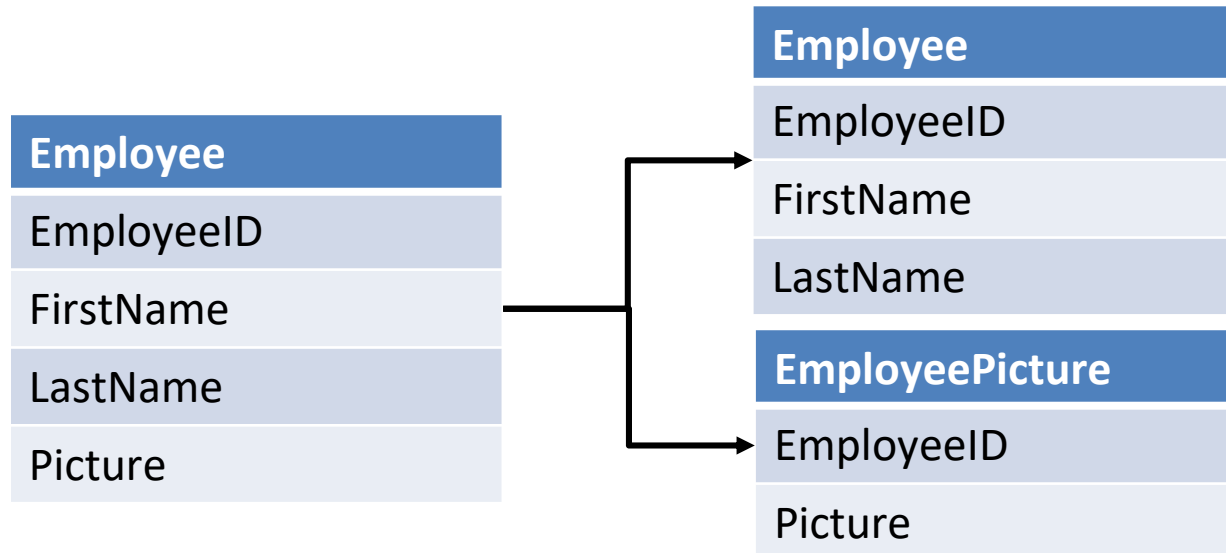 Employee
EmployeeID
FirstName
LastName
Picture
Employee
EmployeeID
FirstName
LastName
EmployeePicture
EmployeeID
Picture